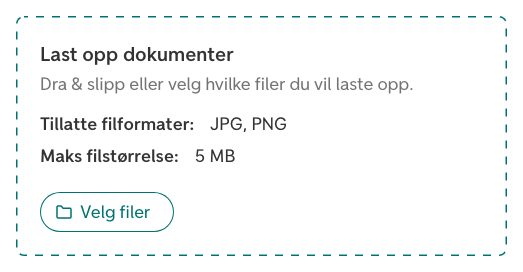 Last opp dokumenter
Dra & slipp eller velg hvilke filer du vil laste opp.
Tillatte filformater: JPG, PNG
Maks filstørrelse: 5 MB
Velg filer